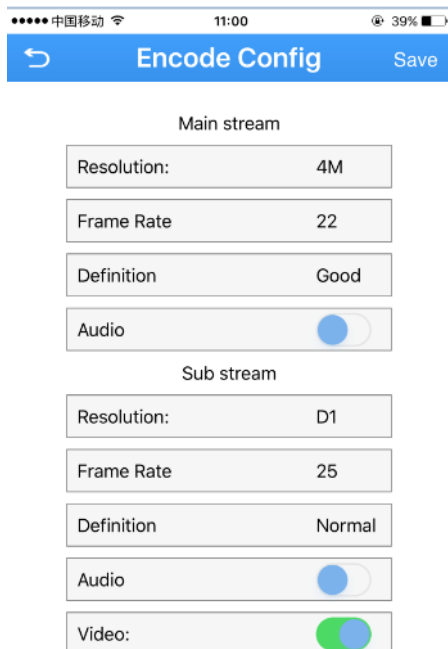 中国移动 11:00 39%
Encode Config Save
Main stream
Resolution: 4M
Frame Rate 22
Definition Good
Audio
Sub stream
Resolution: D1
Frame Rate 25
Definition Normal
Audio
Video: